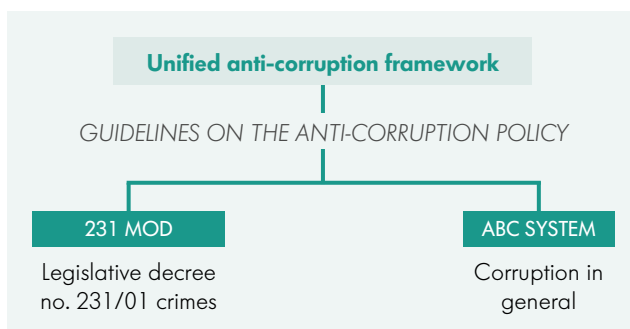 Unified anti-corruption framework
GUIDELINES ON THE ANTI-CORRUPTION POLICY
231 MOD
Legislative decree
no. 231/01 crimes
ABC SYSTEM
Corruption in
general